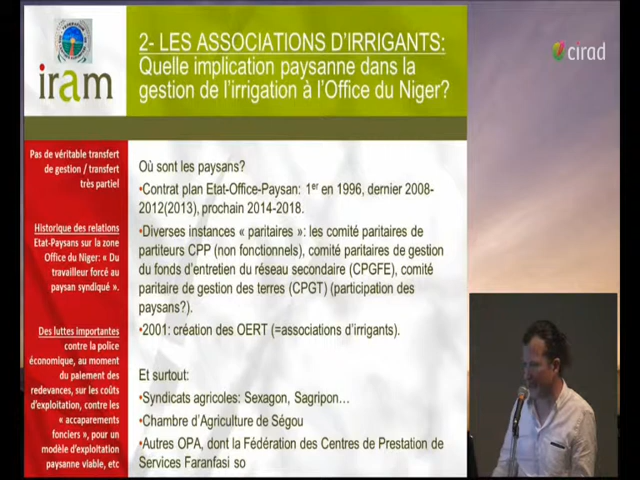 iram
2- LES ASSOCIATIONS D'IRRIGANTS:
Quelle implication paysanne dans la
gestion de l'irrigation à l'Office du Niger?
cirad
Pas de véritable transfert
de gestion / transfert
très partiel
Historique des relations
Etat-Paysans sur la zone
Office du Niger: « Du
travailleur forcé au
paysan syndiqué ».
Des luttes importantes
contre la police
économique, au moment
du paiement des
redevances, sur les coûts
d'exploitation, contre les
« accaparements
fonciers », pour un
modèle d'exploitation
paysanne viable, etc
Où sont les paysans?
•Contrat plan Etat-Office-Paysan: 1er en 1996, dernier 2008-
2012(2013), prochain 2014-2018.
•Diverses instances « paritaires »: les comité paritaires de
partiteurs CPP (non fonctionnels), comité paritaires de gestion
du fonds d'entretien du réseau secondaire (CPGFE), comité
paritaire de gestion des terres (CPGT) (participation des
paysans?).
•2001: création des OERT (=associations d'irrigants).
Et surtout:
•Syndicats agricoles: Sexagon, Sagripon…
•Chambre d'Agriculture de Ségou
•Autres OPA, dont la Fédération des Centres de Prestation de
Services Faranfasi so